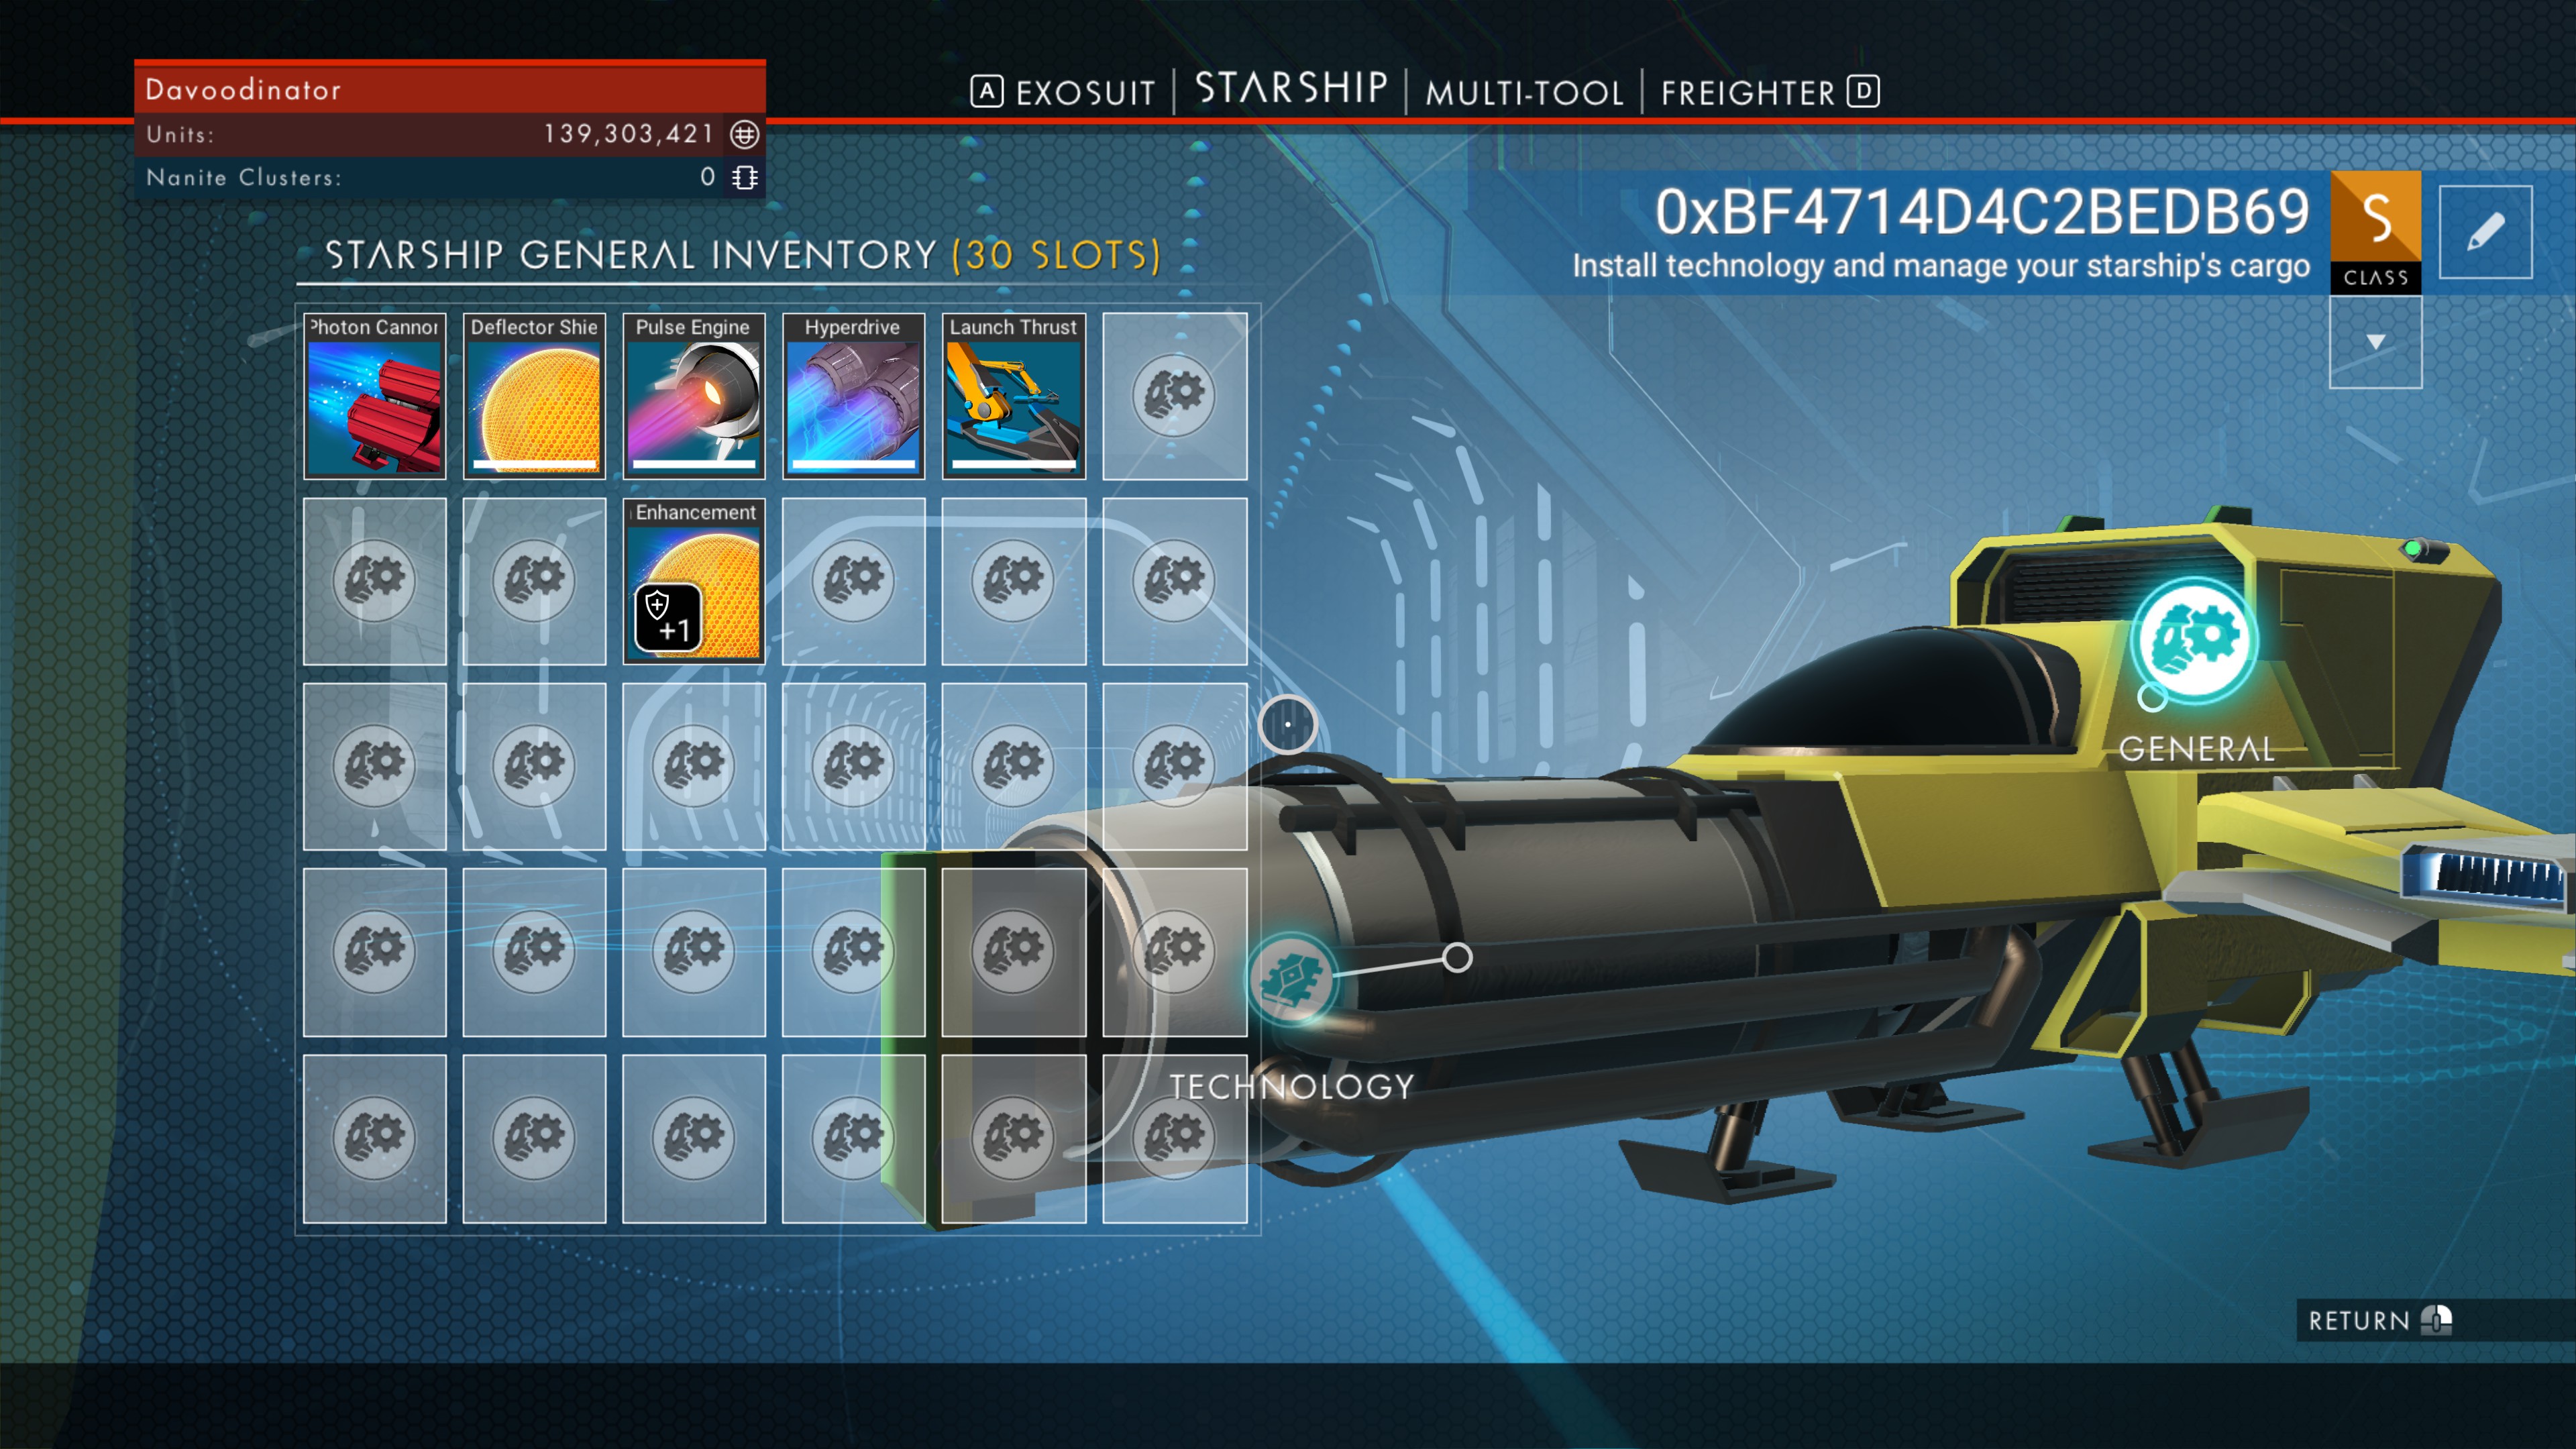 Davoodinator
Units: 139,303,421
Nanite Clusters: 0
A EXOSUIT STARSHIP MULTI-TOOL FREIGHTER D
0xBF4714D4C2BEDB69
Install technology and manage your starship's cargo
S
CLASS
STARSHIP GENERAL INVENTORY (30 SLOTS)
Photon Cannor Deflector Shie Pulse Engine Hyperdrive Launch Thrust
Enhancement
+1
GENERAL
TECHNOLOGY
RETURN